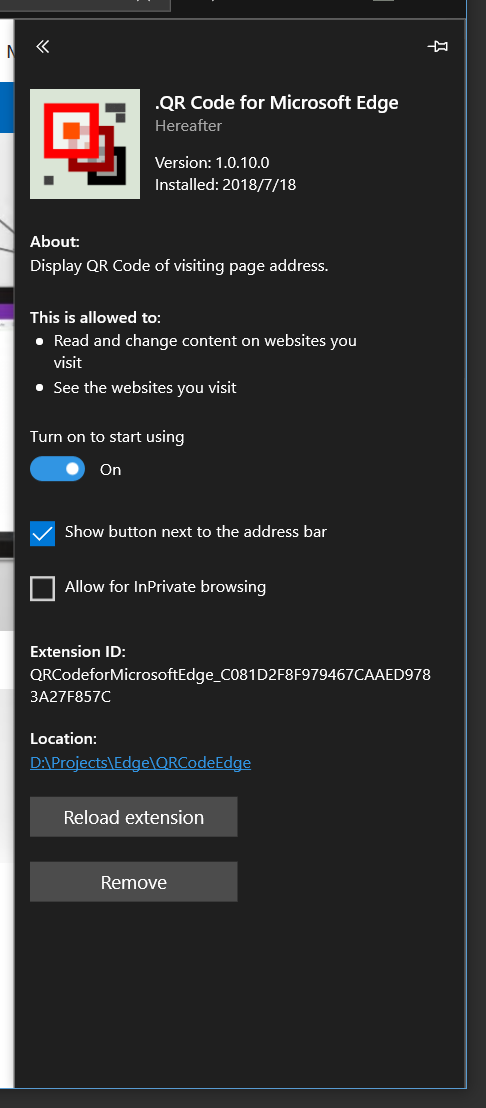 .QR Code for Microsoft Edge
Hereafter
Version: 1.0.10.0
Installed: 2018/7/18
About:
Display QR Code of visiting page address.
This is allowed to:
Read and change content on websites you
visit
See the websites you visit
Turn on to start using
On
Show button next to the address bar
Allow for InPrivate browsing
Extension ID:
QRCodeforMicrosoftEdge_C081D2F8F979467CAAED978
3A27F857C
Location:
D:\Projects\Edge\QRCodeEdge
Reload extension
Remove